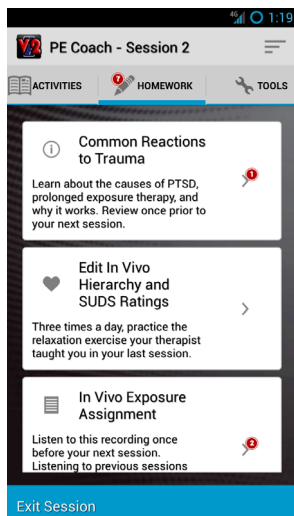 4G 1:19
V2 PE Coach - Session 2
ACTIVITIES 7 HOMEWORK TOOLS
Common Reactions
to Trauma
Learn about the causes of PTSD,
prolonged exposure therapy, and
why it works. Review once prior to
your next session.
1
Edit In Vivo
Hierarchy and
SUDS Ratings
Three times a day, practice the
relaxation exercise your therapist
taught you in your last session.
In Vivo Exposure
Assignment
Listen to this recording once
before your next session.
Listening to previous sessions
2
Exit Session